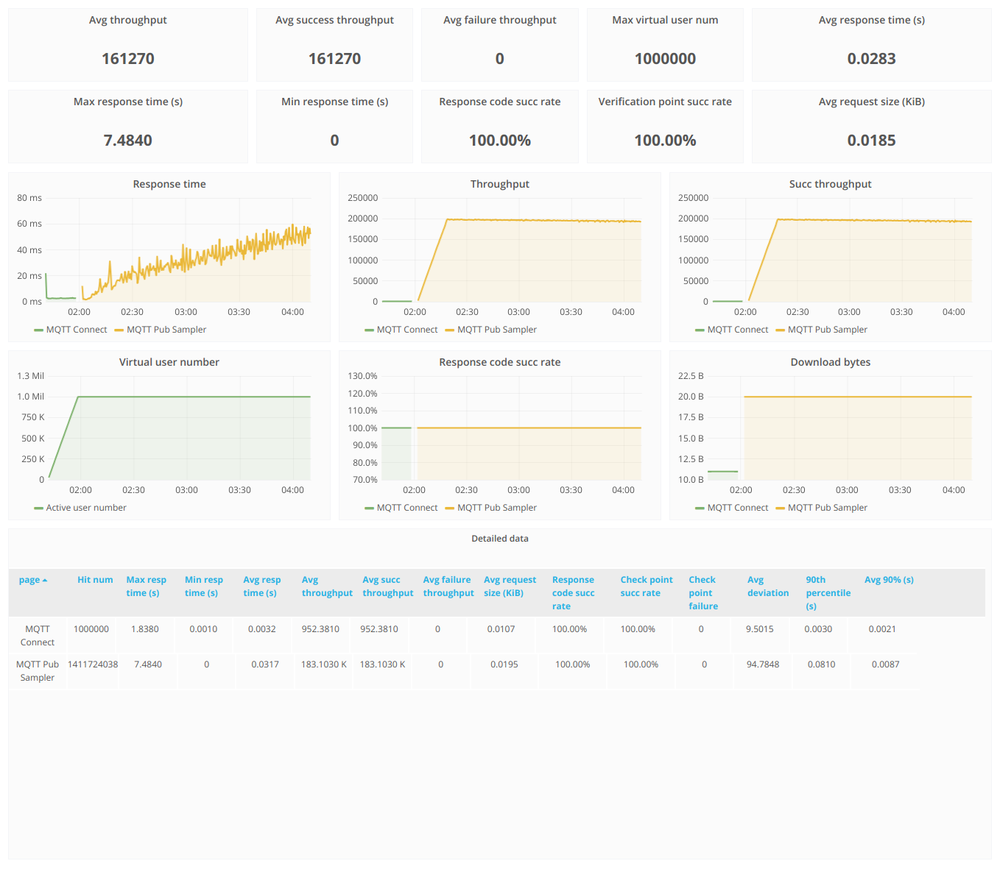 Avg throughput
161270
Avg success throughput
161270
Avg failure throughput
0
Max virtual user num
1000000
Avg response time (s)
0.0283
Max response time (s)
7.4840
Min response time (s)
0
Response code succ rate
100.00%
Verification point succ rate
100.00%
Avg request size (KiB)
0.0185
Response time
80 ms
60 ms
40 ms
20 ms
0 ms
02:00 02:30 03:00 03:30 04:00
MQTT Connect MQTT Pub Sampler
Throughput
250000
200000
150000
100000
50000
0
02:00 02:30 03:00 03:30 04:00
MQTT Connect MQTT Pub Sampler
Succ throughput
250000
200000
150000
100000
50000
0
02:00 02:30 03:00 03:30 04:00
MQTT Connect MQTT Pub Sampler
Virtual user number
1.3 Mil
1.0 Mil
750 K
500 K
250 K
0
02:00 02:30 03:00 03:30 04:00
Active user number
Response code succ rate
130.0%
120.0%
110.0%
100.0%
90.0%
80.0%
70.0%
02:00 02:30 03:00 03:30 04:00
MQTT Connect MQTT Pub Sampler
Download bytes
22.5 B
20.0 B
17.5 B
15.0 B
12.5 B
10.0 B
02:00 02:30 03:00 03:30 04:00
MQTT Connect MQTT Pub Sampler
Detailed data
page Hit num Max resp Min resp Avg resp Avg Avg succ Avg failure Avg request Response Check point Check Avg 90th Avg 90% (s)
time (s) time (s) time (s) throughput throughput throughput size (KiB) code succ succ rate point deviation percentile
rate failure (s)
MQTT 1000000 1.8380 0.0010 0.0032 952.3810 952.3810 0 0.0107 100.00% 100.00% 0 9.5015 0.0030 0.0021
Connect
MQTT Pub 1411724038 7.4840 0 0.0317 183.1030 K 183.1030 K 0 0.0195 100.00% 100.00% 0 94.7848 0.0810 0.0087
Sampler